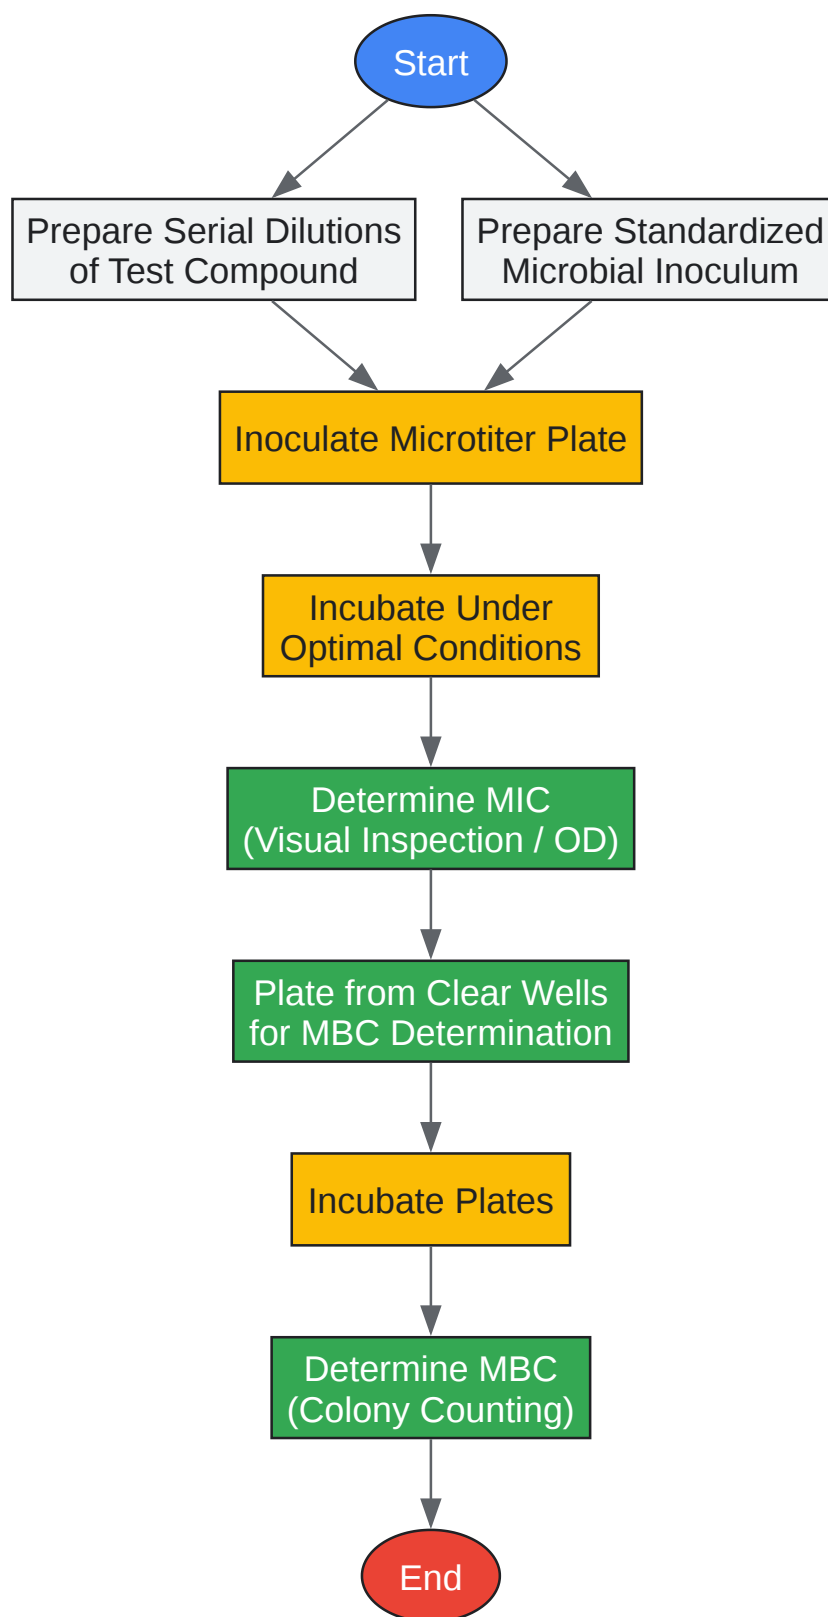 Start
Prepare Serial Dilutions
of Test Compound
Prepare Standardized
Microbial Inoculum
Inoculate Microtiter Plate
Incubate Under
Optimal Conditions
Determine MIC
(Visual Inspection / OD)
Plate from Clear Wells
for MBC Determination
Incubate Plates
Determine MBC
(Colony Counting)
End